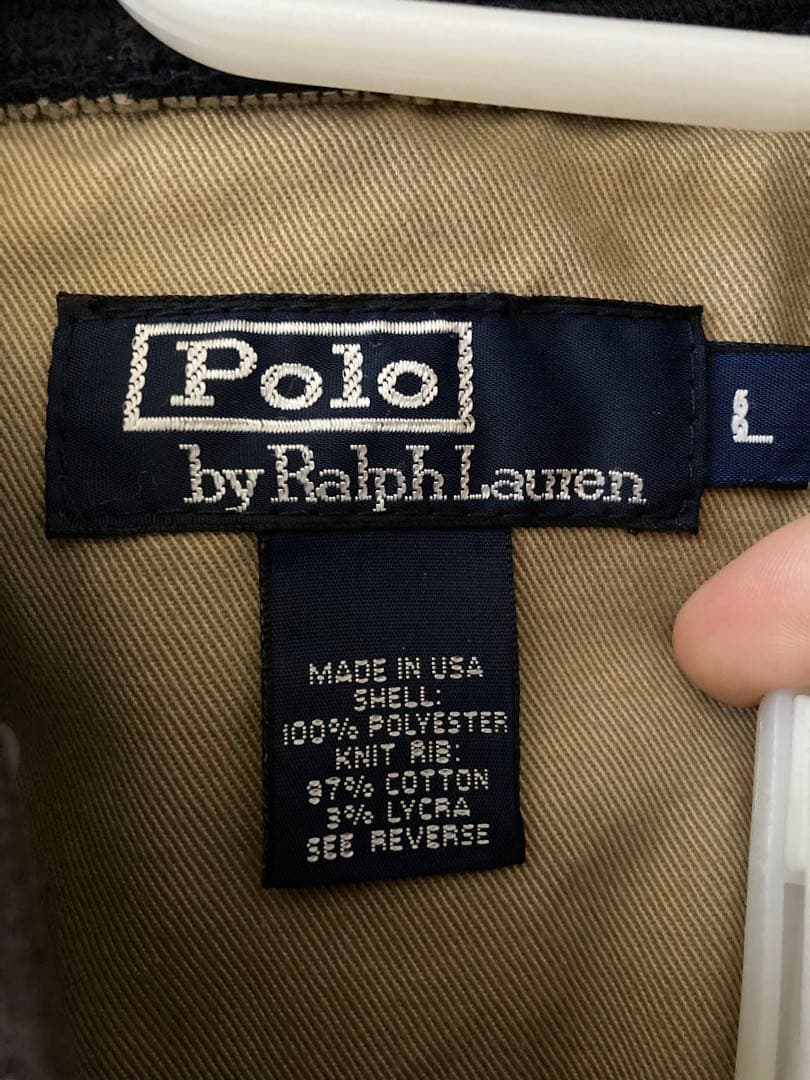 Polo
by Ralph Lauren
L
MADE IN USA
SHELL:
100% POLYESTER
KNIT RIB:
97% COTTON
3% LYCRA
SEE REVERSE